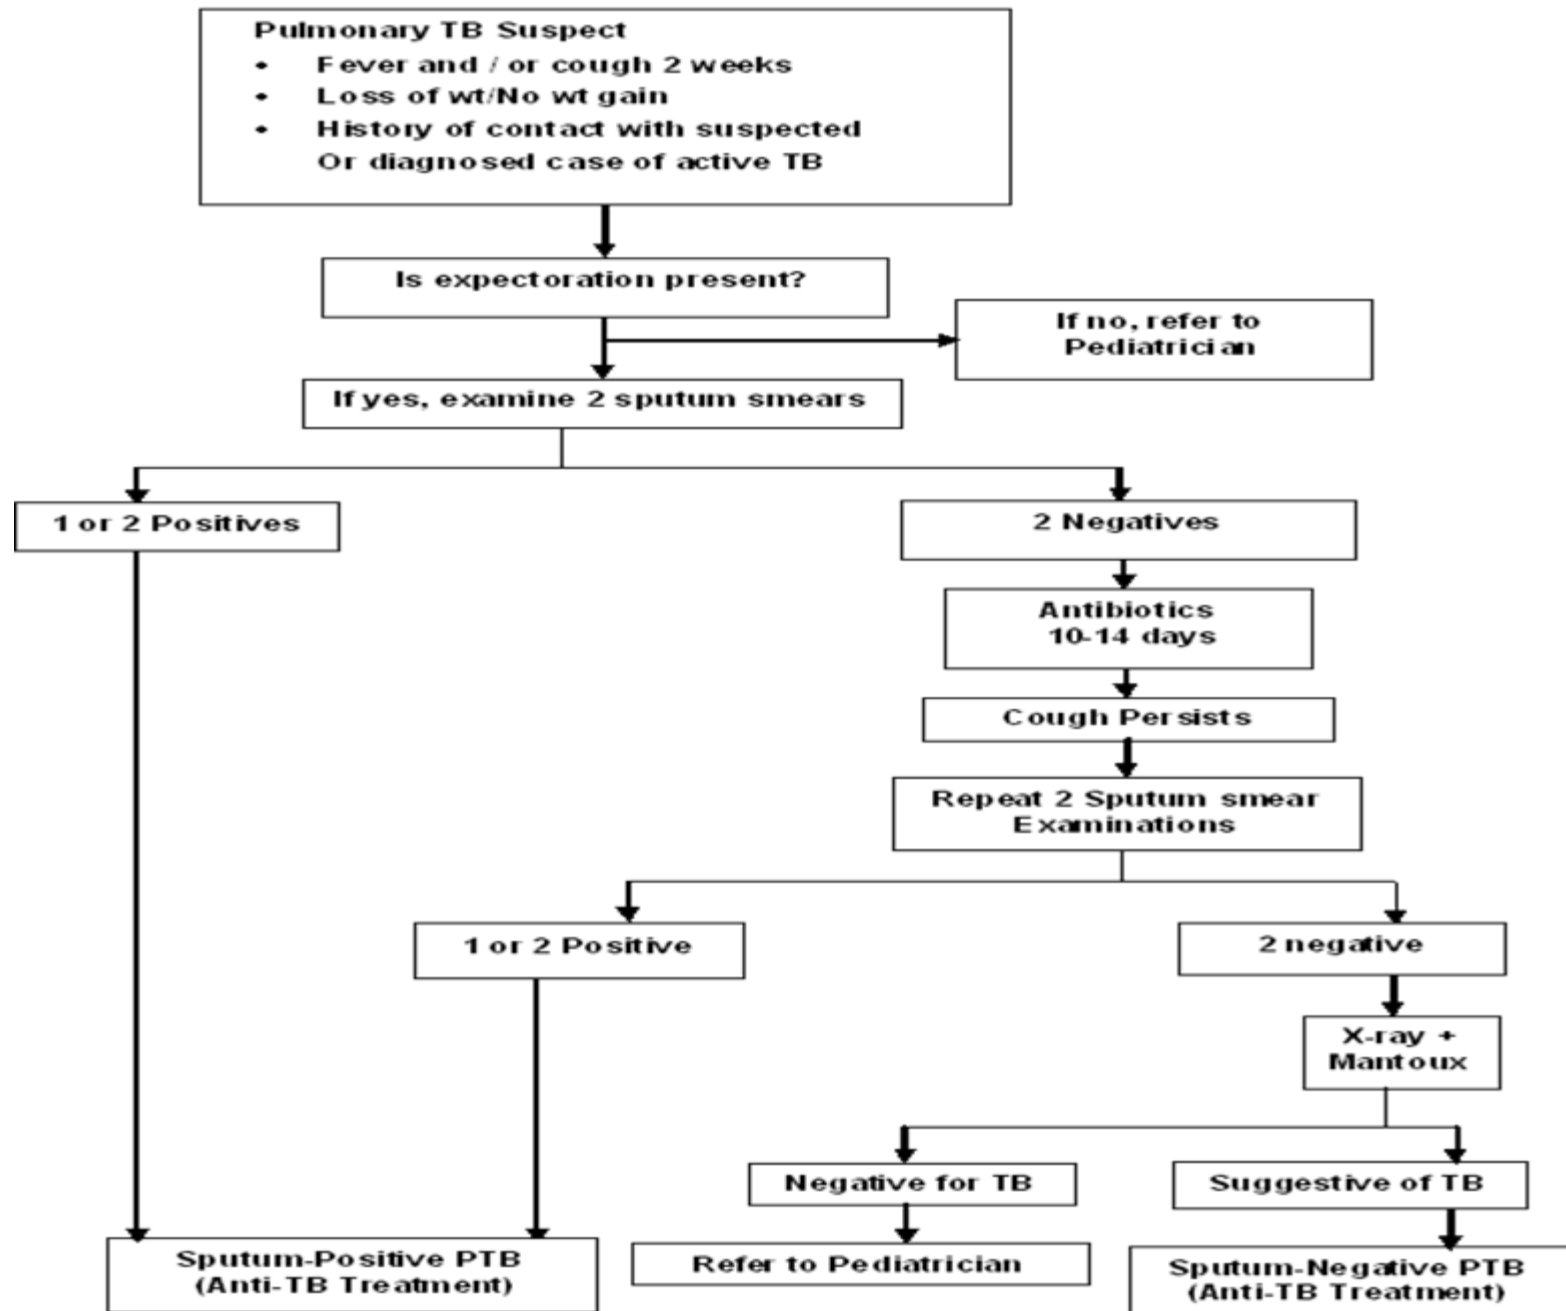 Pulmonary TB Suspect
• Fever and / or cough 2 weeks
• Loss of wt/No wt gain
• History of contact with suspected
Or diagnosed case of active TB
Is expectoration present?
If no, refer to
Pediatrician
If yes, examine 2 sputum smears
1 or 2 Positives
2 Negatives
Antibiotics
10-14 days
Cough Persists
Repeat 2 Sputum smear
Examinations
1 or 2 Positive
2 negative
X-ray +
Mantoux
Negative for TB
Suggestive of TB
Sputum-Positive PTB
(Anti-TB Treatment)
Refer to Pediatrician
Sputum-Negative PTB
(Anti-TB Treatment)